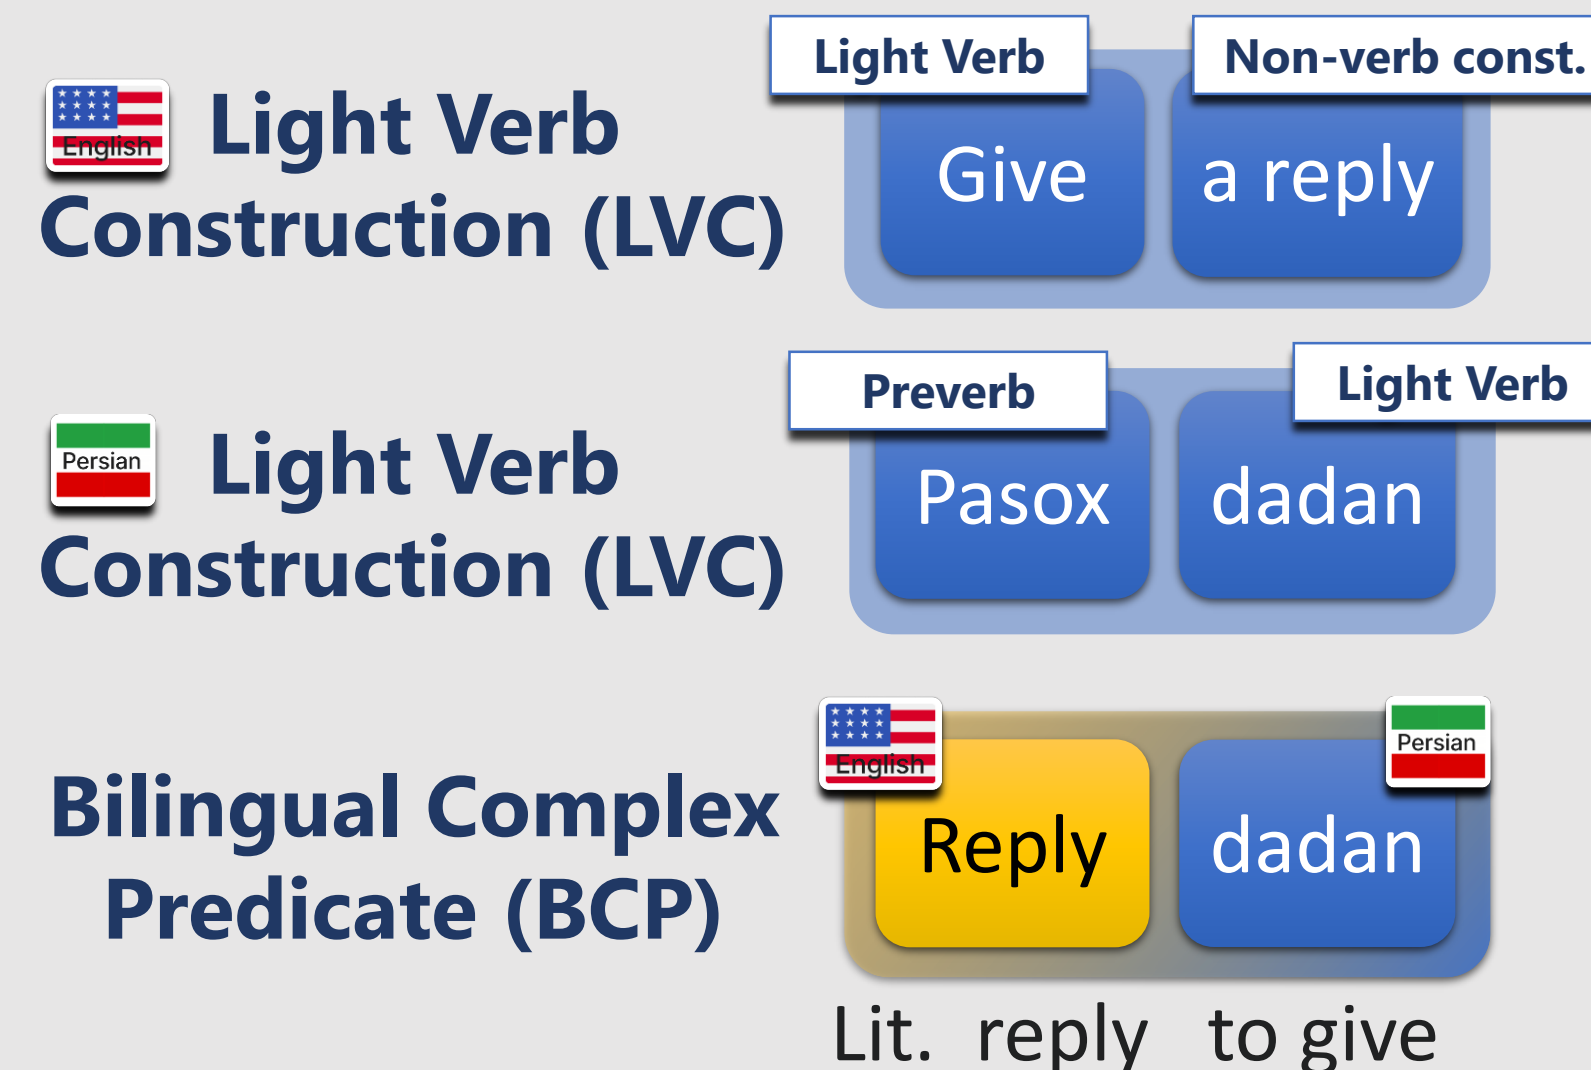 Light Verb Non-verb const.
English Light Verb
Construction (LVC)
Give a reply
Preverb Light Verb
Persian Light Verb
Construction (LVC)
Pasox dadan
English Persian
Bilingual Complex
Predicate (BCP)
Reply dadan
Lit. reply to give